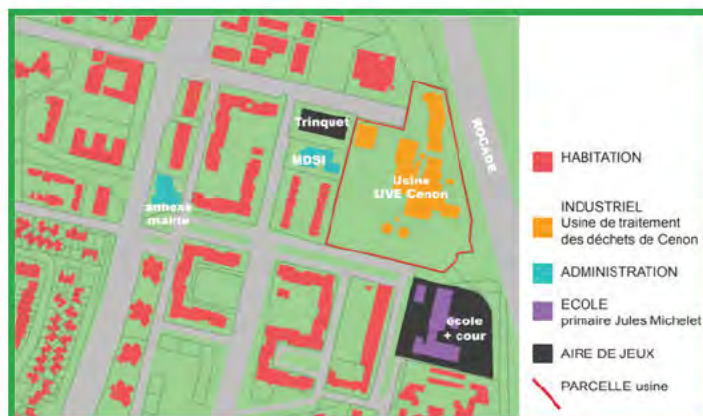 Trinquet
MDSI
Usine
UVE Cenon
ROCADE
annexe
mairie
école
+ cour
HABITATION
INDUSTRIEL
Usine de traitement
des déchets de Cenon
ADMINISTRATION
ECOLE
primaire Jules Michelet
AIRE DE JEUX
PARCELLE usine